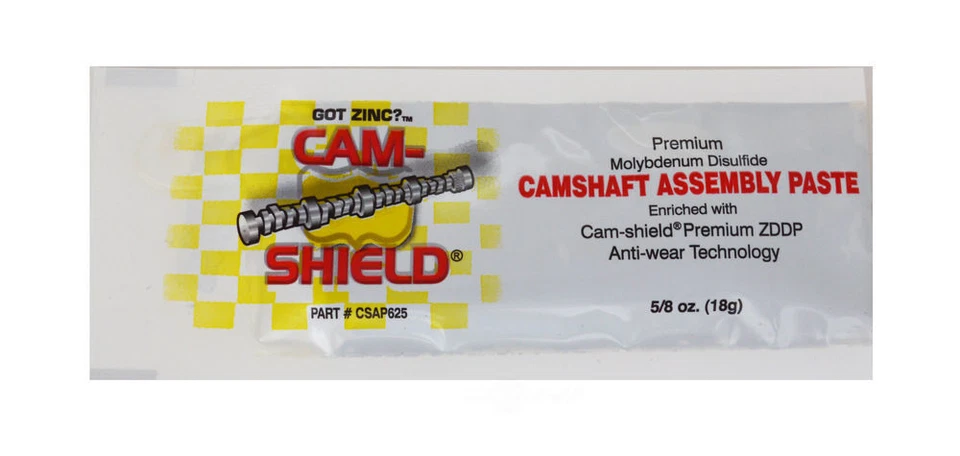 GOT ZINC?™
CAM-
SHIELD®
PART # CSAP625
Premium
Molybdenum Disulfide
CAMSHAFT ASSEMBLY PASTE
Enriched with
Cam-shield® Premium ZDDP
Anti-wear Technology
5/8 oz. (18g)